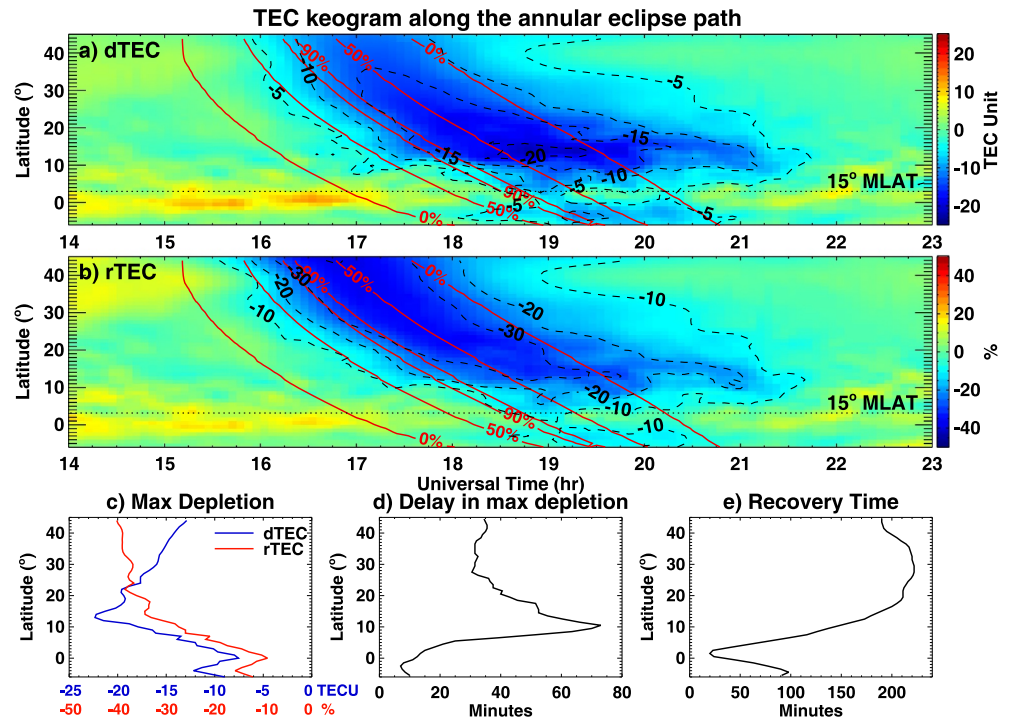 TEC keogram along the annular eclipse path
a) dTEC
0%
50%
90%
90%
50%
0%
-5
-10
-15
-20
-15
-10
-5
-5
-5
-5
15° MLAT
0%
50%
90%
Latitude (°)
40
30
20
10
0
14 15 16 17 18 19 20 21 22 23
20
10
0
-10
-20
TEC Unit
b) rTEC
-30
-90%
-50%
0%
-20
-10
-20
-30
-10
-20
-10
-10
15° MLAT
0%
50%
90%
Latitude (°)
40
30
20
10
0
14 15 16 17 18 19 20 21 22 23
Universal Time (hr)
40
20
0
-20
-40
%
c) Max Depletion
dTEC
rTEC
Latitude (°)
40
30
20
10
0
-25 -20 -15 -10 -5 0 TECU
-50 -40 -30 -20 -10 0 %
d) Delay in max depletion
Latitude (°)
40
30
20
10
0
0 20 40 60 80
Minutes
e) Recovery Time
Latitude (°)
40
30
20
10
0
0 50 100 150 200
Minutes